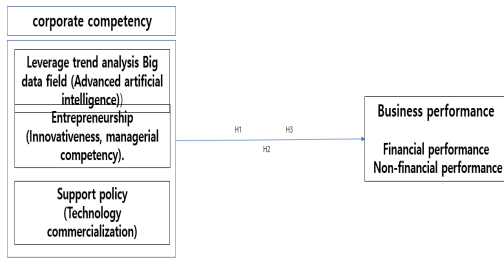 corporate competency
Leverage trend analysis Big
data field (Advanced artificial
intelligence))
Entrepreneurship
(Innovativeness, managerial
competency).
Support policy
(Technology
commercialization)
H1
H3
H2
Business performance
Financial performance
Non-financial performance